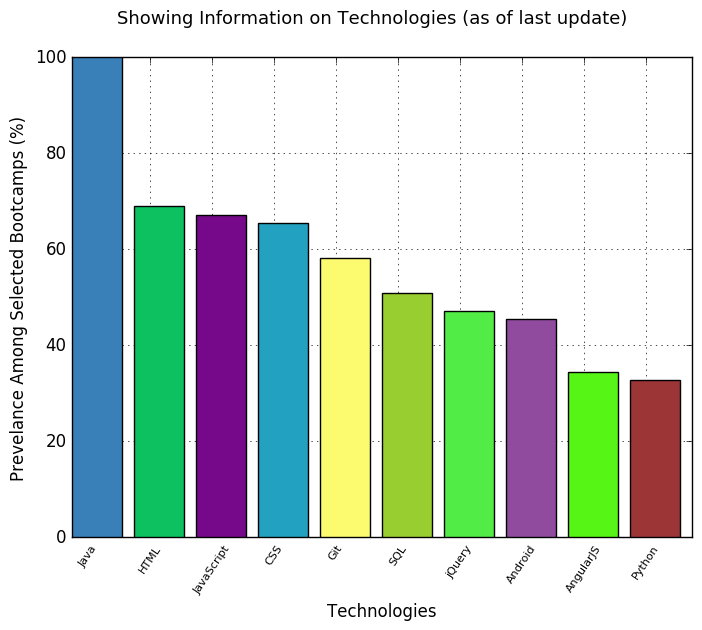 Showing Information on Technologies (as of last update)
Prevelance Among Selected Bootcamps (%)
100
80
60
40
20
0
Java
HTML
JavaScript
CSS
Git
SQL
jQuery
Android
AngularJS
Python
Technologies